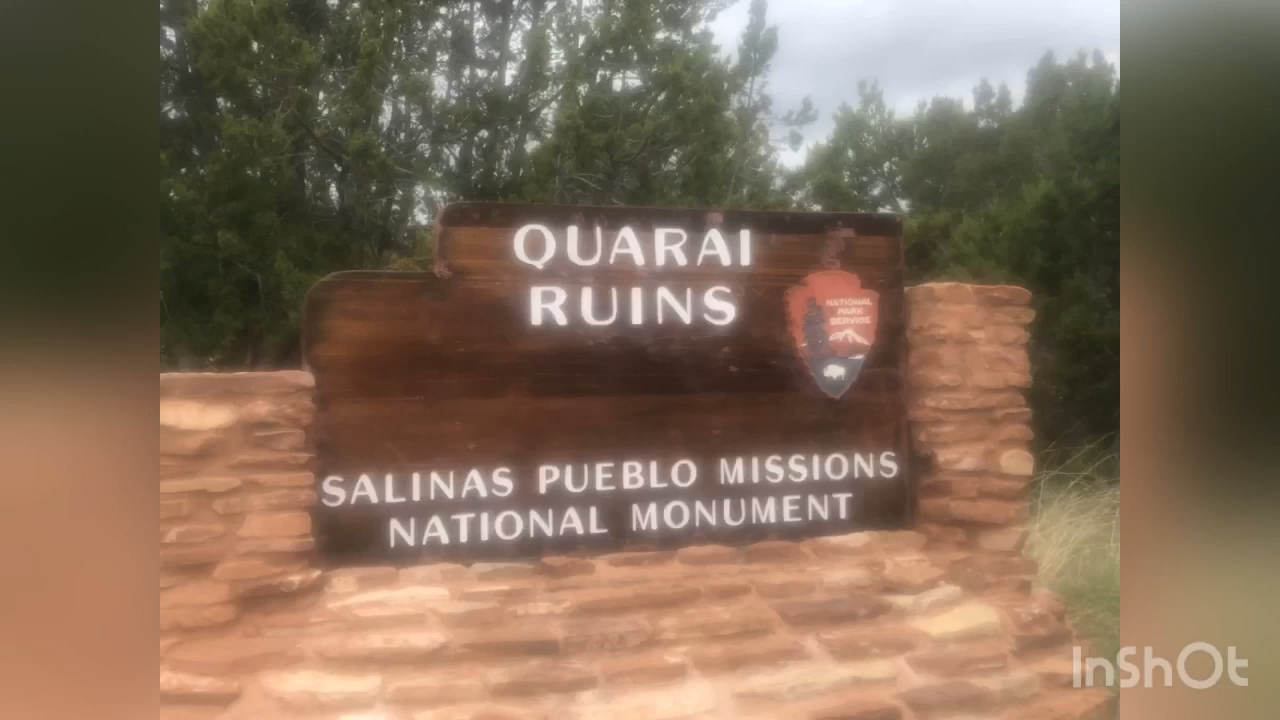 QUARAI
RUINS
NATIONAL
PARK
SERVICE
SALINAS PUEBLO MISSIONS
NATIONAL MONUMENT
InShOt